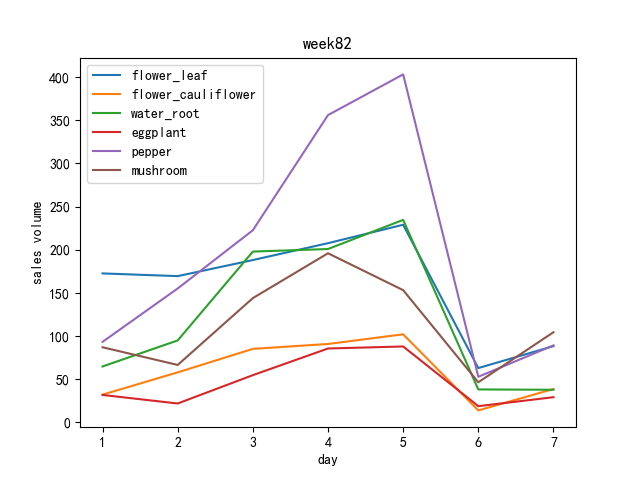 week82
flower_leaf
flower_cauliflower
water_root
eggplant
pepper
mushroom
sales volume
400
350
300
250
200
150
100
50
0
1 2 3 4 5 6 7
day